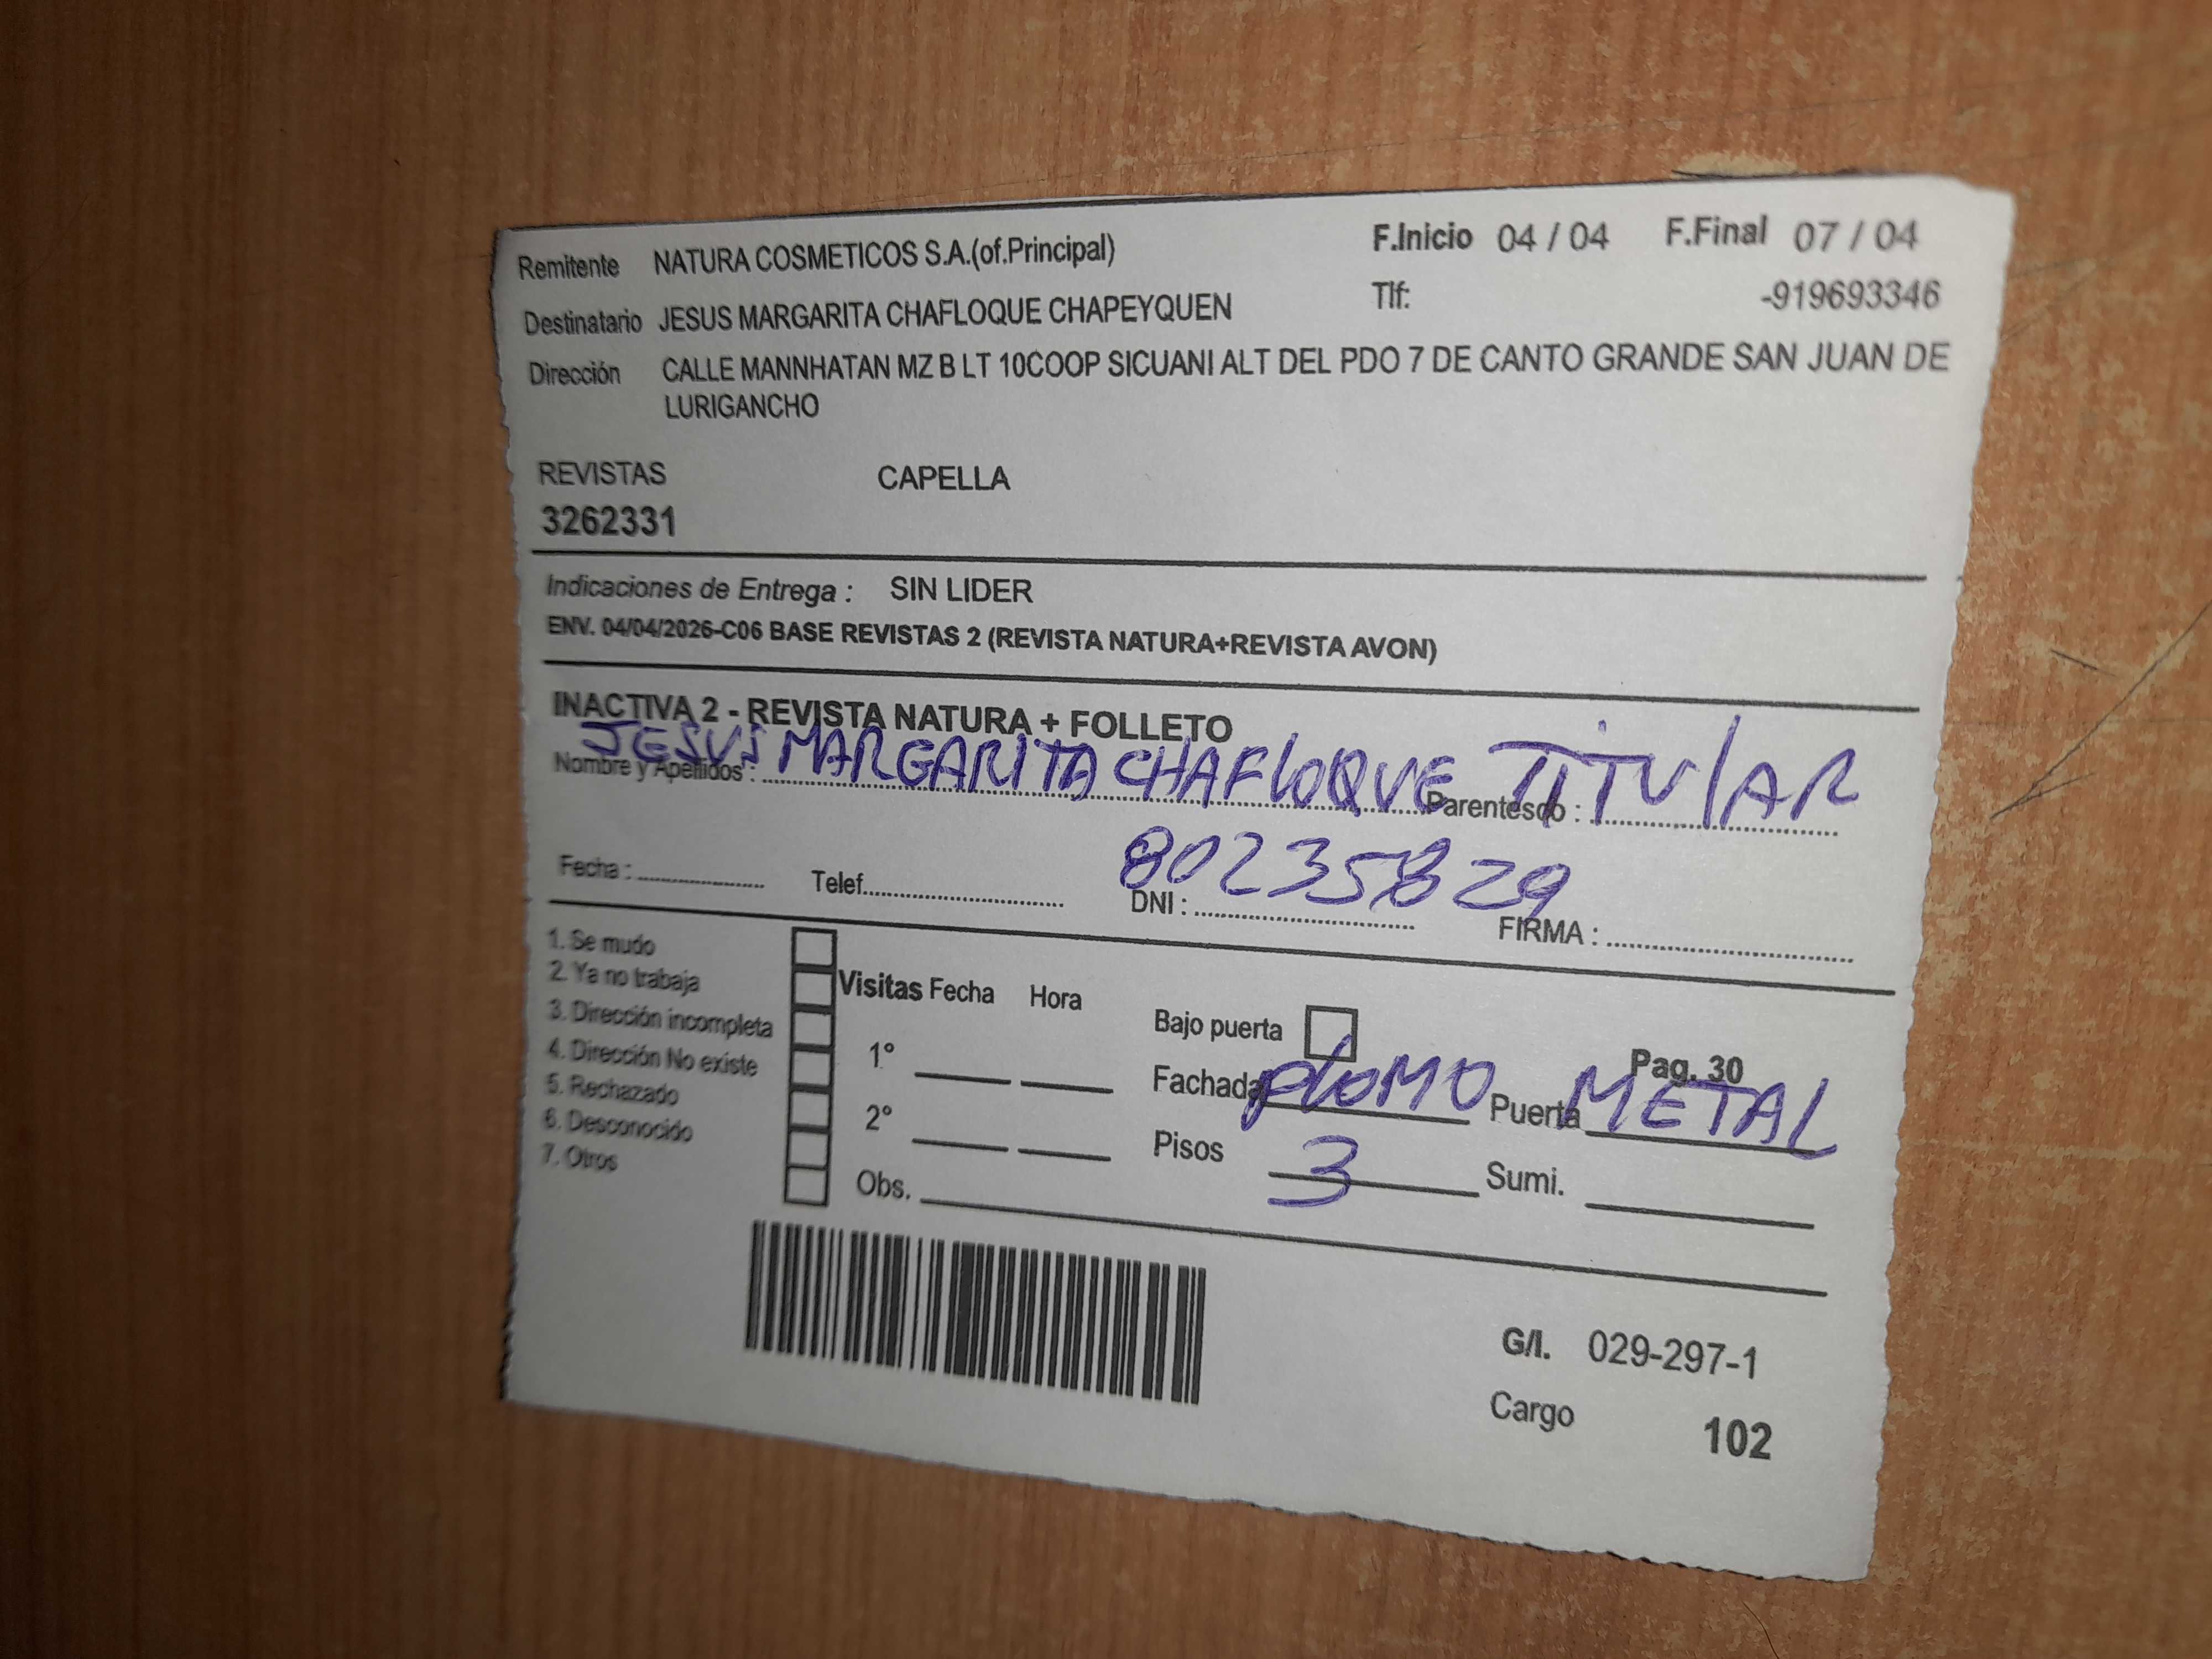 Remitente NATURA COSMETICOS S.A.(of.Principal) F.Inicio 04 / 04 F.Final 07 / 04
Destinatario JESUS MARGARITA CHAFLOQUE CHAPEYQUEN Tlf: -919693346
Dirección CALLE MANNHATAN MZ B LT 10COOP SICUANI ALT DEL PDO 7 DE CANTO GRANDE SAN JUAN DE
LURIGANCHO
REVISTAS CAPELLA
3262331
Indicaciones de Entrega : SIN LIDER
ENV. 04/04/2026-C06 BASE REVISTAS 2 (REVISTA NATURA+REVISTA AVON)
INACTIVA 2 - REVISTA NATURA + FOLLETO
Nombre y Apellidos : JESUS MARGARITA CHAFLOQUE Parentesco : TITULAR
Fecha : Telef. DNI : 80235829 FIRMA :
1. Se mudo
2. Ya no trabaja
3. Dirección incompleta
4. Dirección No existe
5. Rechazado
6. Desconocido
7. Otros
Visitas Fecha Hora
1°
2°
Obs.
Bajo puerta Pag. 30
Fachada PLOMO Puerta METAL
Pisos 3 Sumi.
G/I. 029-297-1
Cargo 102